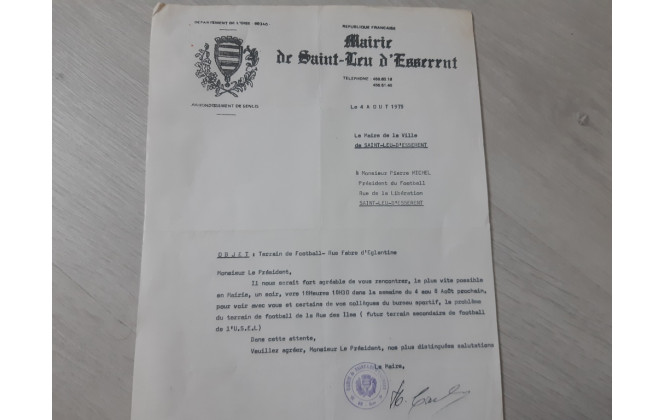 DEPARTEMENT DE L'OISE - 60340
REPUBLIQUE FRANCAISE
Mairie
de Saint-Leu d'Esserent
TELEPHONE :
ARRONDISSEMENT DE SENLIS
Le 4 AOUT 1975
Le Maire de la Ville
de SAINT-LEU-D'ESSERENT
à Monsieur Pierre MICHEL
Président du Football
Rue de la Libération
SAINT-LEU-D'ESSERENT
OBJET : Terrain de Football- Rue Fabre d'Eglantine
Monsieur Le Président,
Il nous serait fort agréable de vous rencontrer, le plus vite possible
en Mairie, un soir, vers 18Heures 18H30 dans la semaine du 4 au 8 Août prochain,
pour voir avec vous et certains de vos collègues du bureau sportif, le problème
du terrain de football de la Rue des Iles ( futur terrain secondaire de football
de l'U.S.E.L)
Dans cette attente,
Veuillez agréer, Monsieur Le Président, nos plus distinguées salutations
Le Maire,